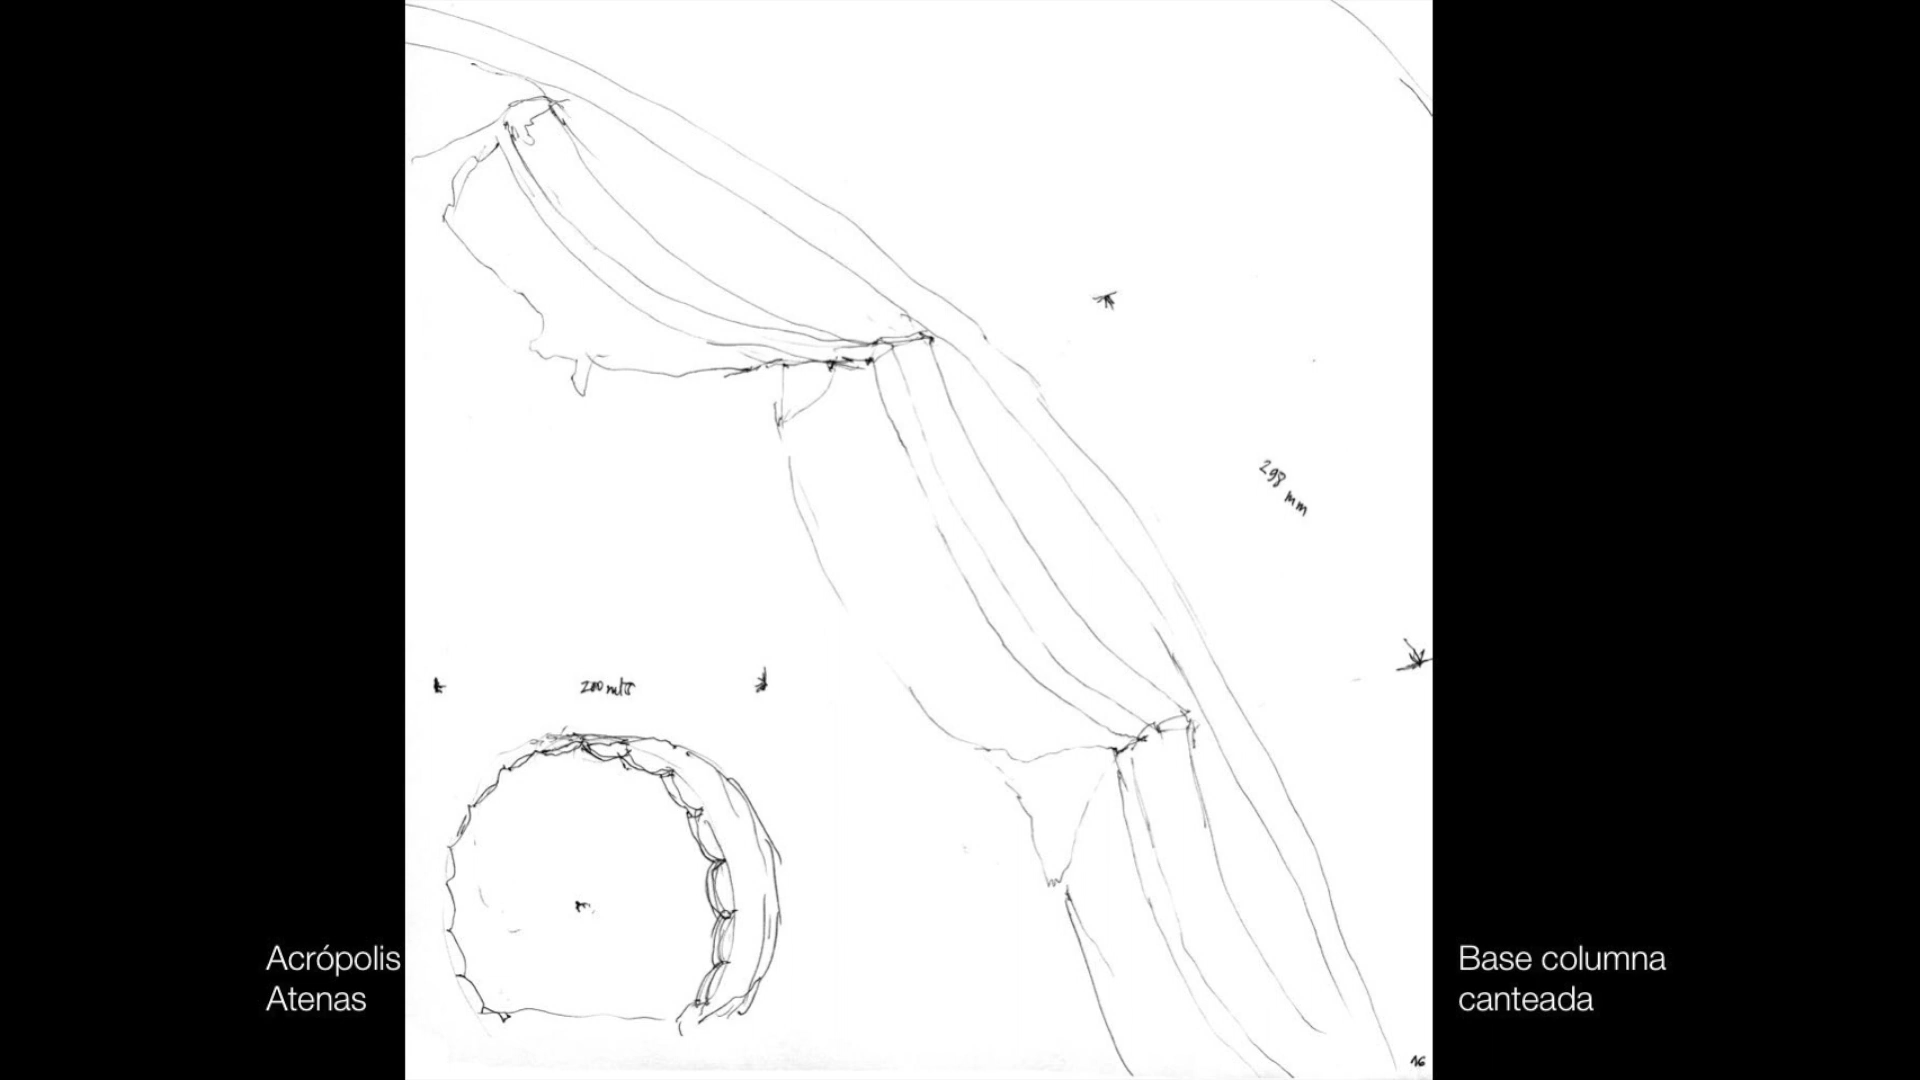 298
mm
Acrópolis
Atenas
Base columna
canteada
16